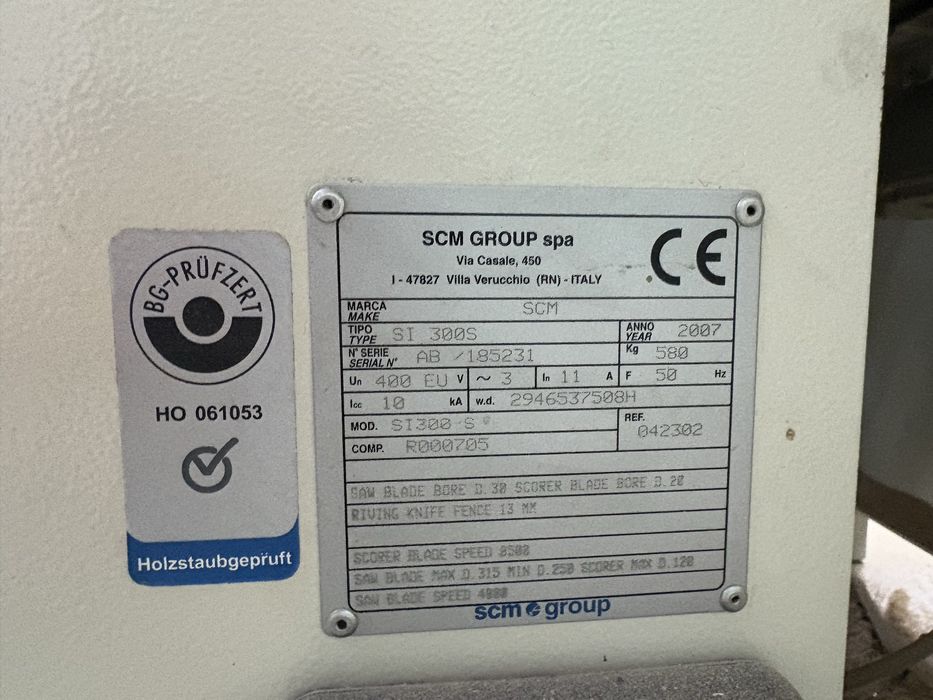 BG-PRÜFZERT
HO 061053
Holzstaubgeprüft
SCM GROUP spa
Via Casale, 450
I - 47827 Villa Verucchio (RN) - ITALY
CE
MARCA
MAKE
SCM
TIPO
TYPE
SI 300S
ANNO
YEAR
2007
N° SERIE
SERIAL N°
AB /185231
Kg 580
Un 400 EU V ~ 3 In 11 A F 50 Hz
Icc 10 kA w.d. 2946537508H
MOD. SI300 S
REF.
042302
COMP. R000705
SAW BLADE BORE D.30 SCORER BLADE BORE D.20
RIVING KNIFE FENCE 13 MM
SCORER BLADE SPEED 8500
SAW BLADE MAX D.315 MIN D.250 SCORER MAX D.120
SAW BLADE SPEED 4000
scm group